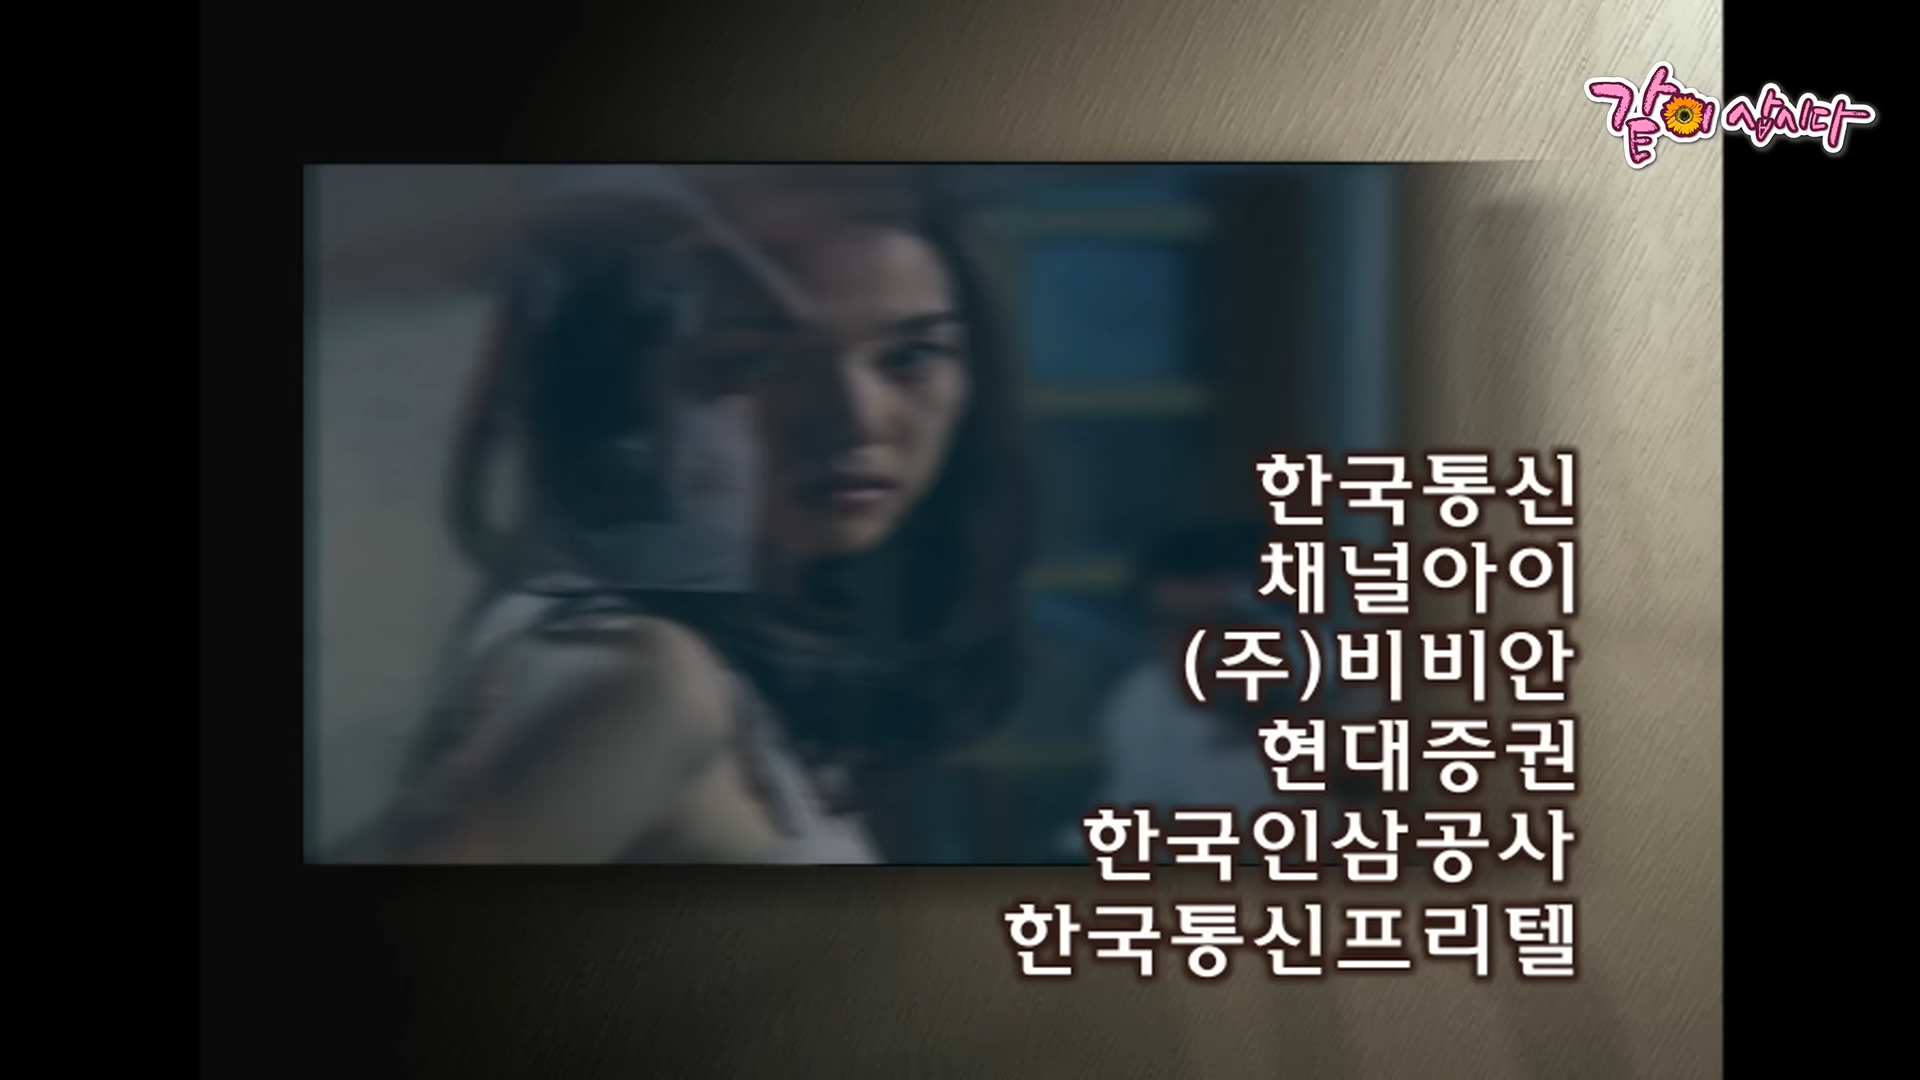 같이 삽시다
한국통신
채널아이
(주)비비안
현대증권
한국인삼공사
한국통신프리텔